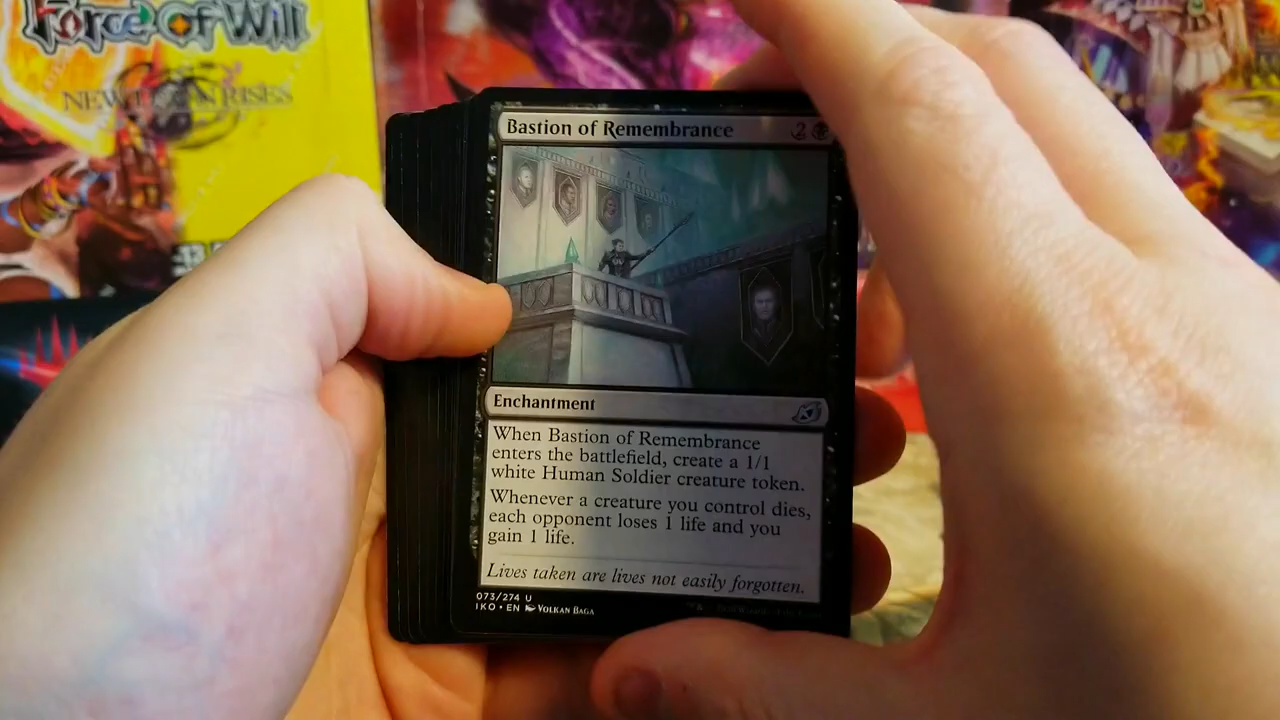 Force of Will
Bastion of Remembrance 2
Enchantment
When Bastion of Remembrance
enters the battlefield, create a 1/1
white Human Soldier creature token.
Whenever a creature you control dies,
each opponent loses 1 life and you
gain 1 life.
Lives taken are lives not easily forgotten.
073/274 U
IKO • EN VOLKAN BAGA